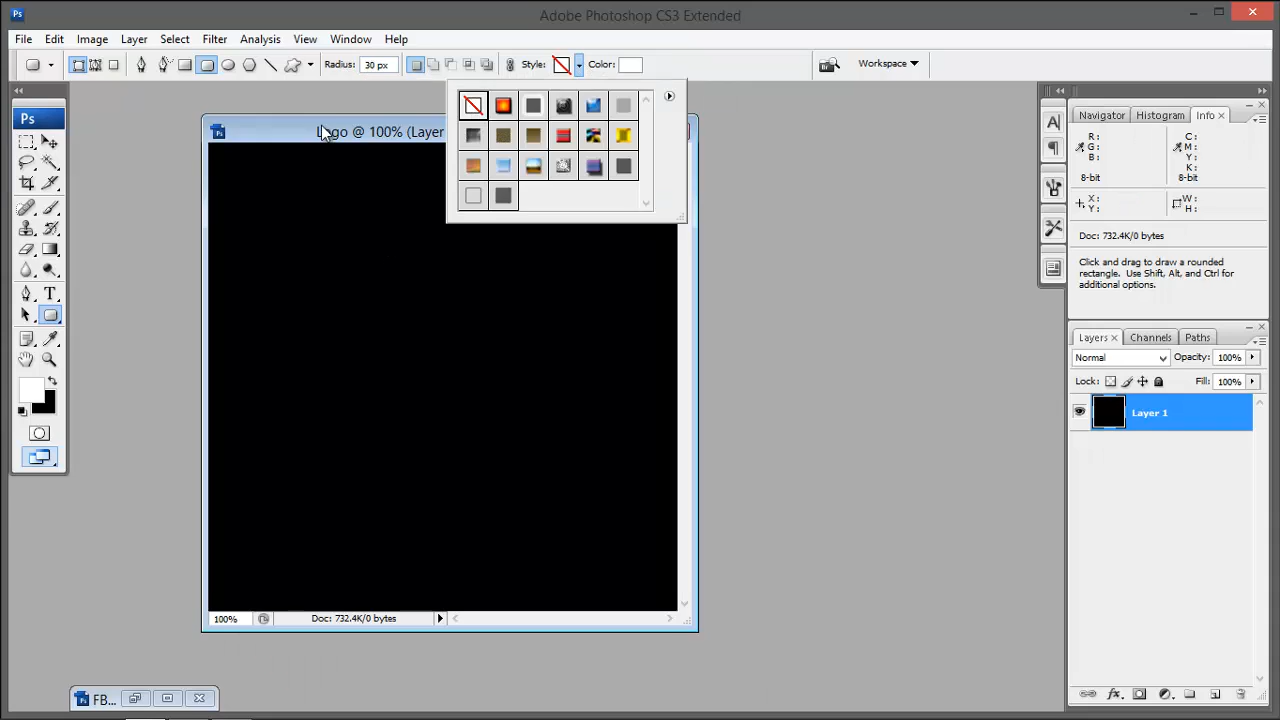 Ps Adobe Photoshop CS3 Extended
File Edit Image Layer Select Filter Analysis View Window Help
Radius: 30 px Style: Color: Workspace
Ps
Logo @ 100% (Layer
Navigator Histogram Info
R: C:
G: M:
B: Y:
K:
8-bit 8-bit
X: W:
Y: H:
Doc: 732.4K/0 bytes
Click and drag to draw a rounded
rectangle. Use Shift, Alt, and Ctrl for
additional options.
Layers Channels Paths
Normal Opacity: 100%
Lock: Fill: 100%
Layer 1
100% Doc: 732.4K/0 bytes
FB...